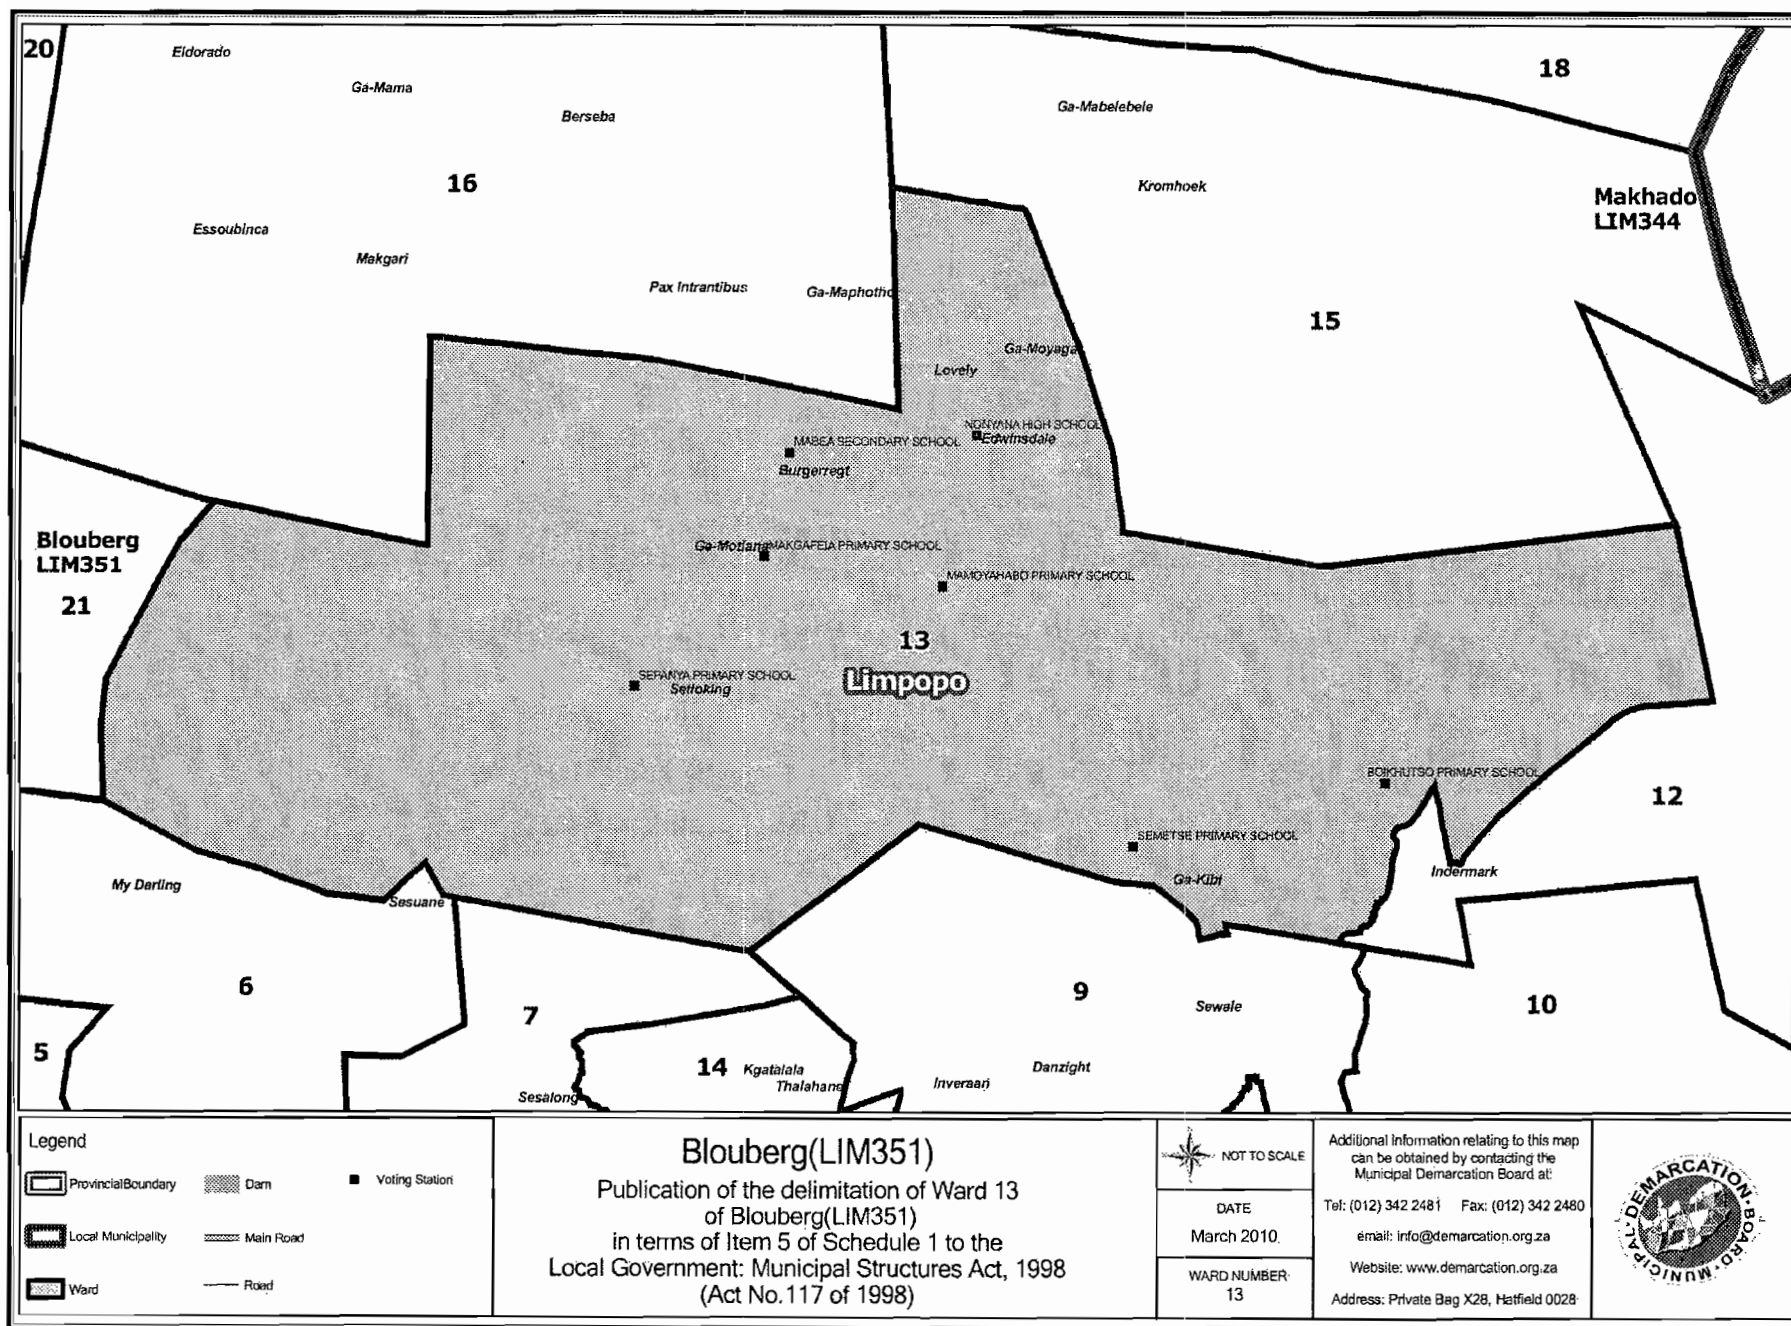 20
Eldorado
18
Ga-Mama
Ga-Mabelebele
Berseba
16
Kromhoek
Makhado
LIM344
Essoubinca
Makgari
Pax Intrantibus
Ga-Maphotho
15
Ga-Moyaga
Lovely
NONYANA HIGH SCHOOL
Edwinsdale
MABEA SECONDARY SCHOOL
Burgerregt
Blouberg
LIM351
21
Ga-Motlana
MAKGAFELA PRIMARY SCHOOL
MAMOYAHABO PRIMARY SCHOOL
13
Limpopo
SEPANYA PRIMARY SCHOOL
Setloking
BOIKHUTSO PRIMARY SCHOOL
12
SEMETSE PRIMARY SCHOOL
Indermark
Ga-Kibi
My Darling
Sesuane
6
7
9
Sewale
10
5
14
Kgatalala
Thalahane
Inveraan
Danzight
Sesalong
Legend
Provincial Boundary
Dam
Voting Station
Local Municipality
Main Road
Ward
Road
Blouberg(LIM351)
Publication of the delimitation of Ward 13
of Blouberg(LIM351)
in terms of Item 5 of Schedule 1 to the
Local Government: Municipal Structures Act, 1998
(Act No.117 of 1998)
NOT TO SCALE
DATE
March 2010
WARD NUMBER
13
Additional Information relating to this map
can be obtained by contacting the
Municipal Demarcation Board at:
Tel: (012) 342 2481 Fax: (012) 342 2480
email: info@demarcation.org.za
Website: www.demarcation.org.za
Address: Private Bag X28, Hatfield 0028
MUNICIPAL DEMARCATION BOARD